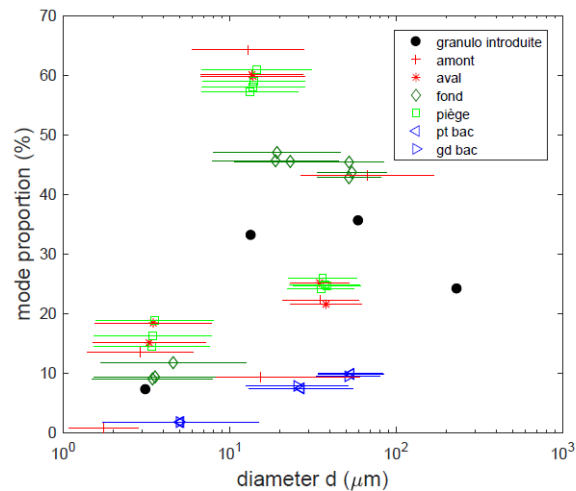 70
60
50
40
30
20
10
0
mode proportion (%)
granulo introduite
amont
aval
fond
piège
pt bac
gd bac
10⁰ 10¹ 10² 10³
diameter d (μm)